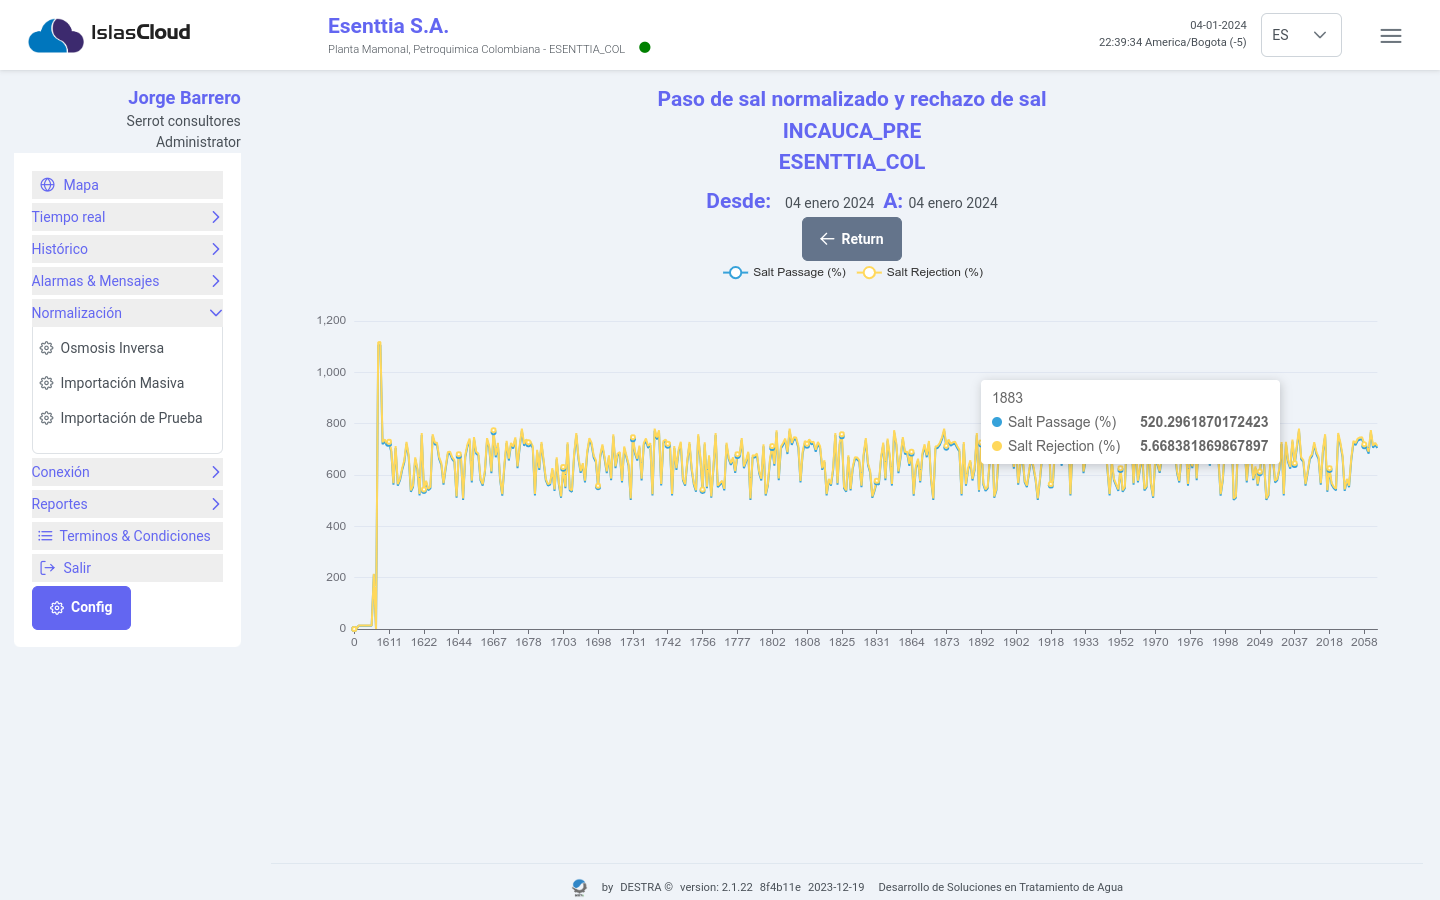 IslasCloud
Esenttia S.A.
Planta Mamonal, Petroquimica Colombiana - ESENTTIA_COL
04-01-2024
22:39:34 America/Bogota (-5)
ES
Jorge Barrero
Serrot consultores
Administrator
Mapa
Tiempo real
Histórico
Alarmas & Mensajes
Normalización
Osmosis Inversa
Importación Masiva
Importación de Prueba
Conexión
Reportes
Terminos & Condiciones
Salir
Config
Paso de sal normalizado y rechazo de sal
INCAUCA_PRE
ESENTTIA_COL
Desde: 04 enero 2024 A: 04 enero 2024
Return
Salt Passage (%) Salt Rejection (%)
1,200
1,000
800
600
400
200
0
1883
Salt Passage (%) 520.2961870172423
Salt Rejection (%) 5.668381869867897
0 1611 1622 1644 1667 1678 1703 1698 1731 1742 1756 1777 1802 1808 1825 1831 1864 1873 1892 1902 1918 1933 1952 1970 1976 1998 2049 2037 2018 2058
by DESTRA © version: 2.1.22 8f4b11e 2023-12-19 Desarrollo de Soluciones en Tratamiento de Agua